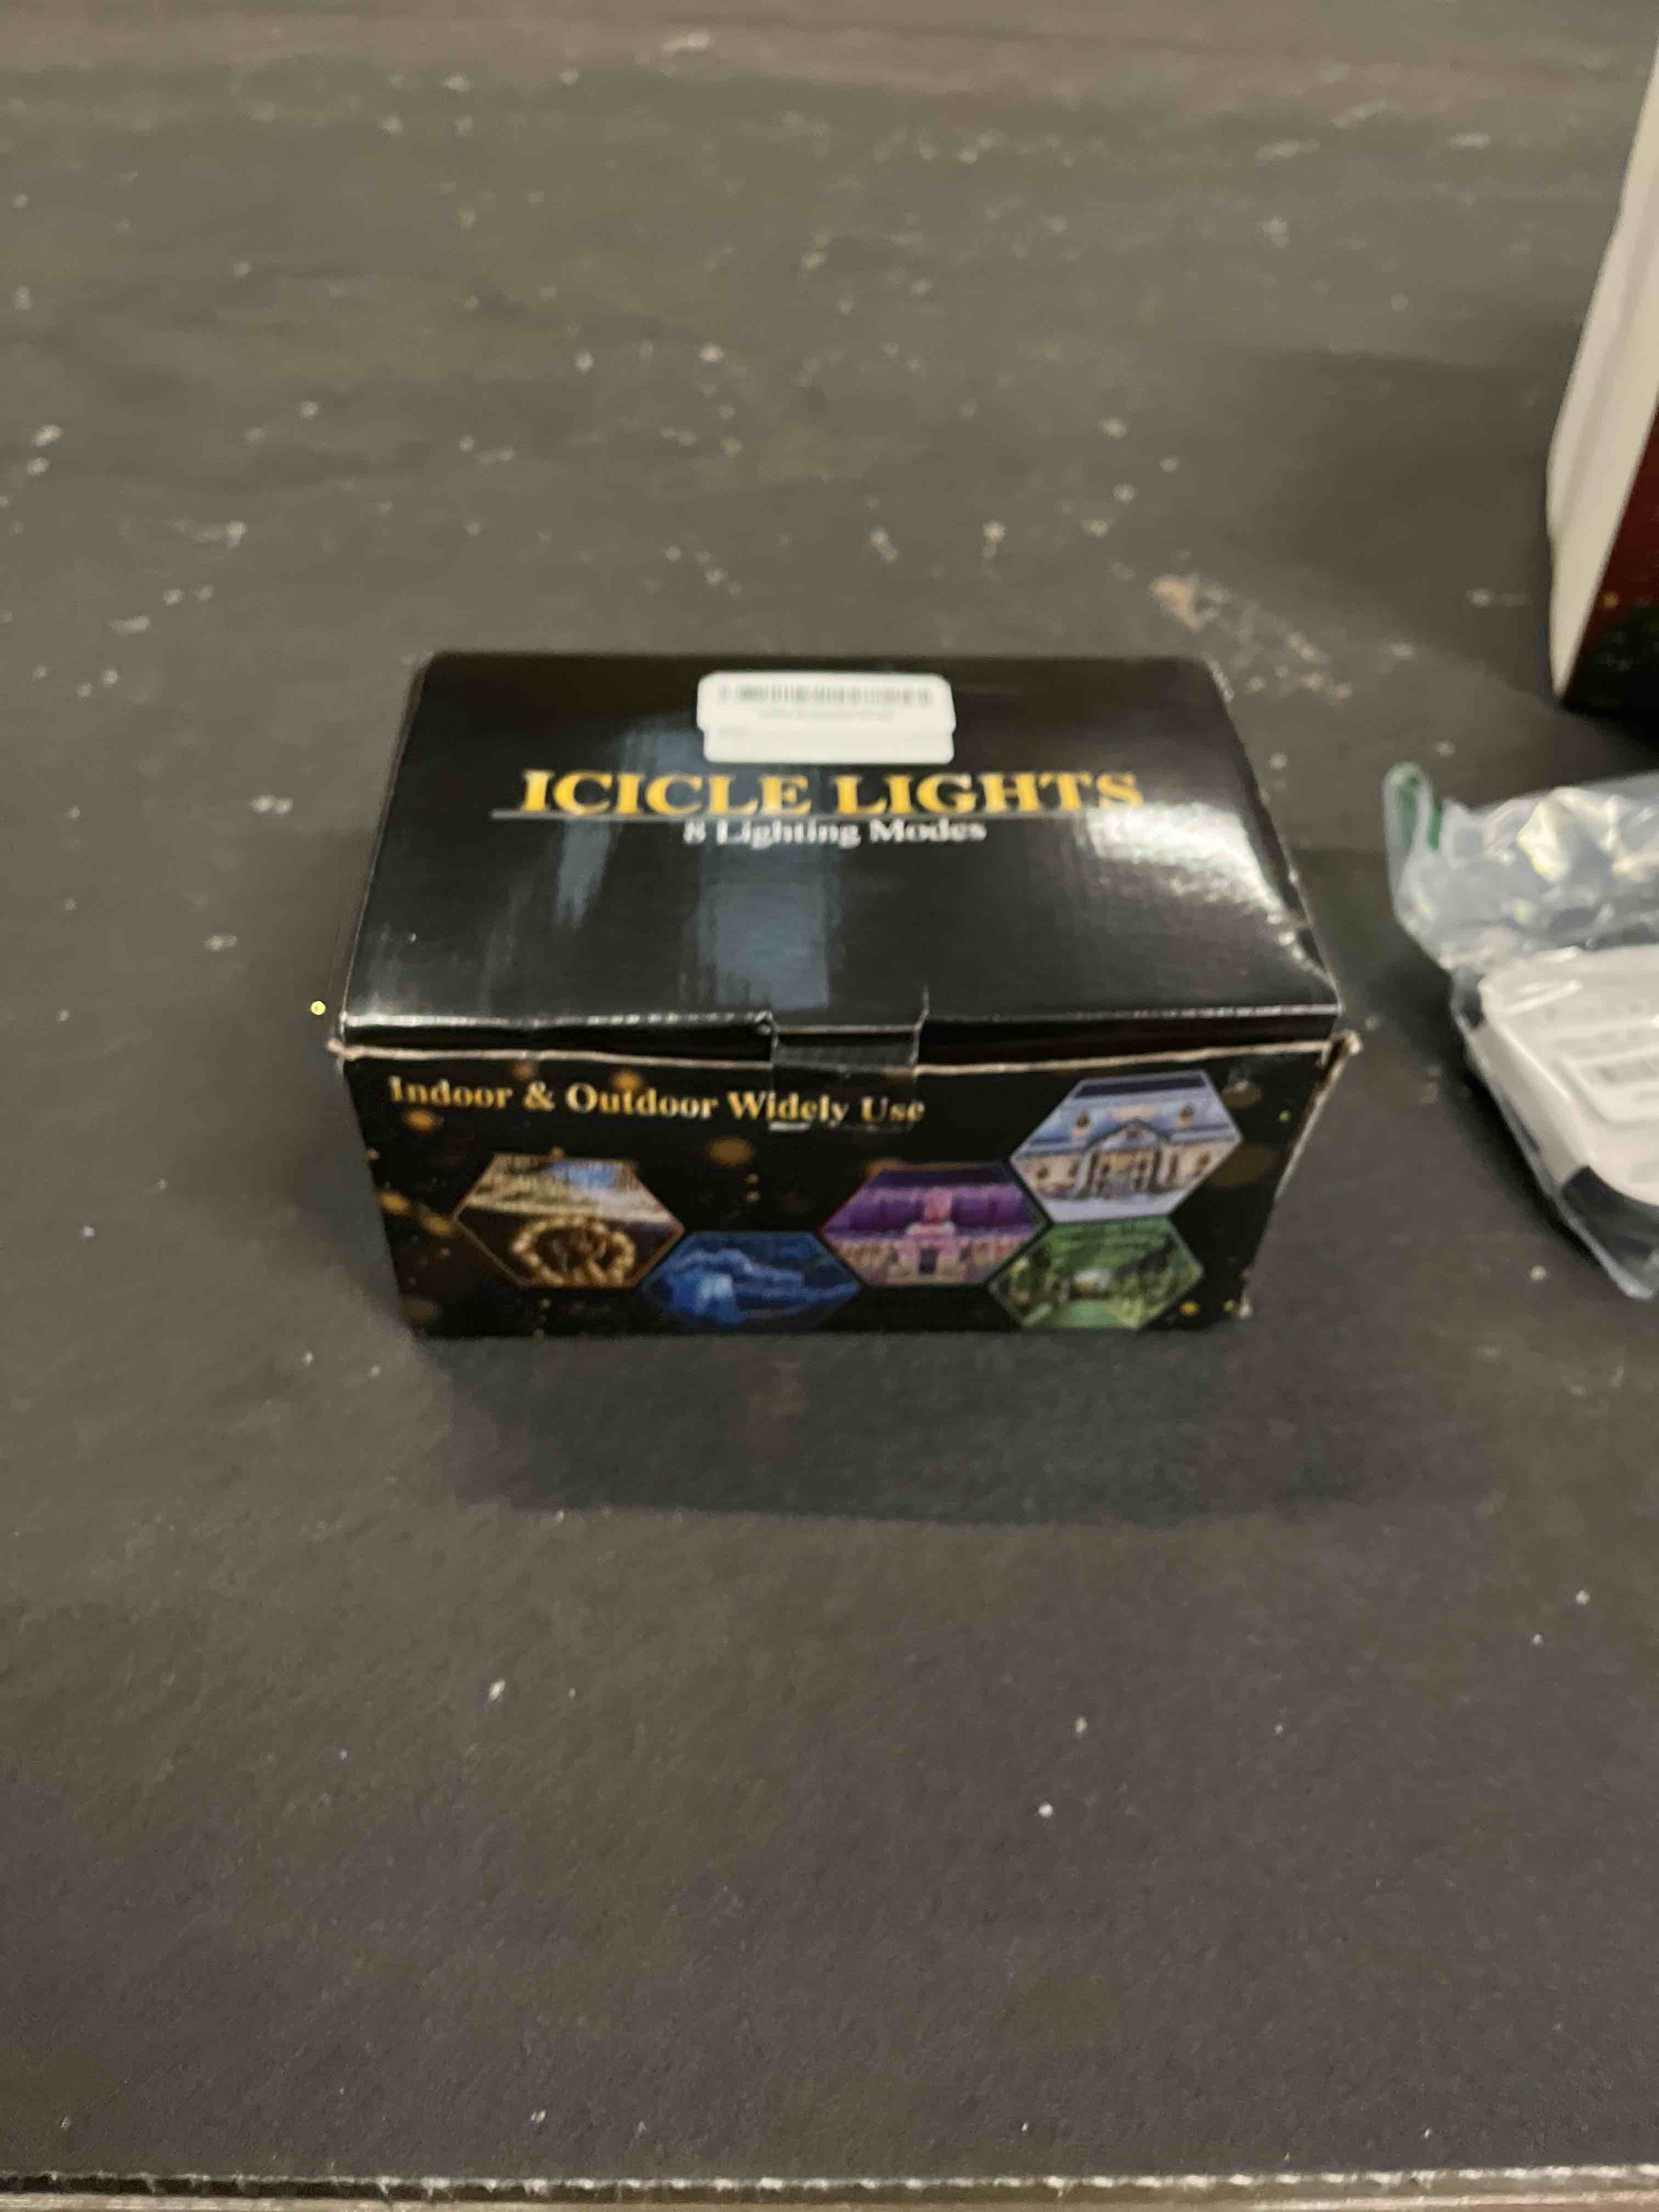 ICICLE LIGHTS
8 Lighting Modes
Indoor & Outdoor Widely Use